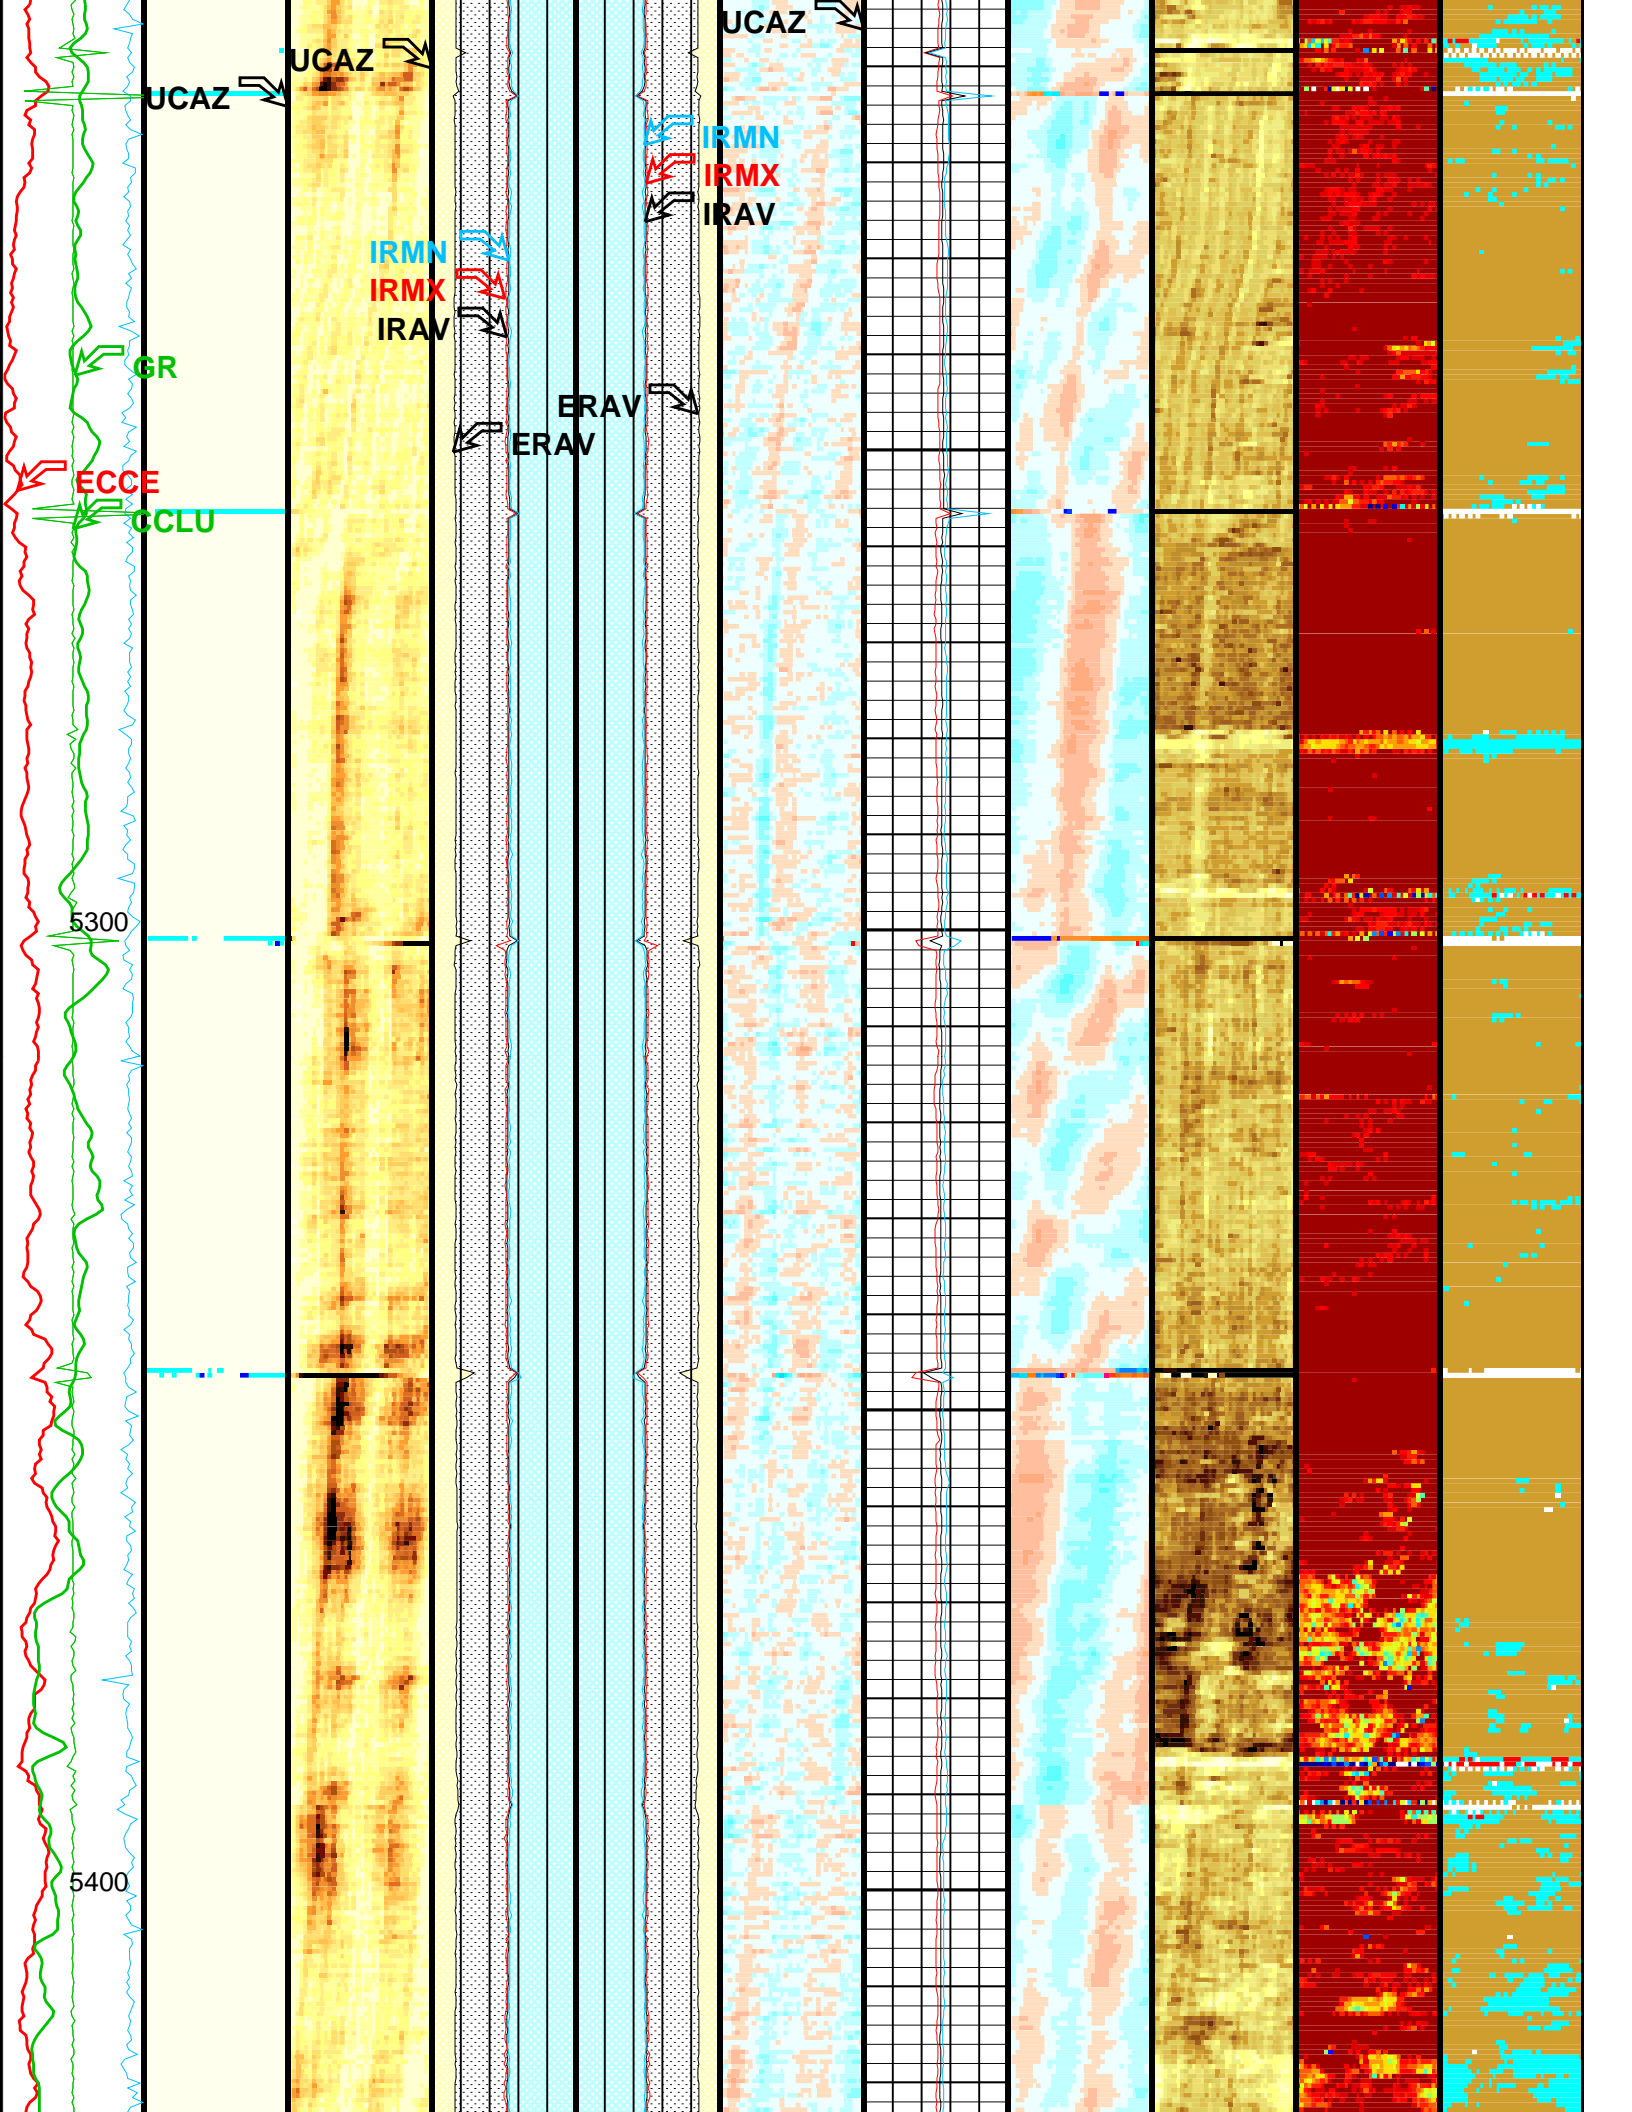 UCAZ
UCAZ
UCAZ
IRMN
IRMX
IRAV
IRMN
IRMX
IRAV
GR
ERAV
ERAV
ECCE
CCLU
5300
5400